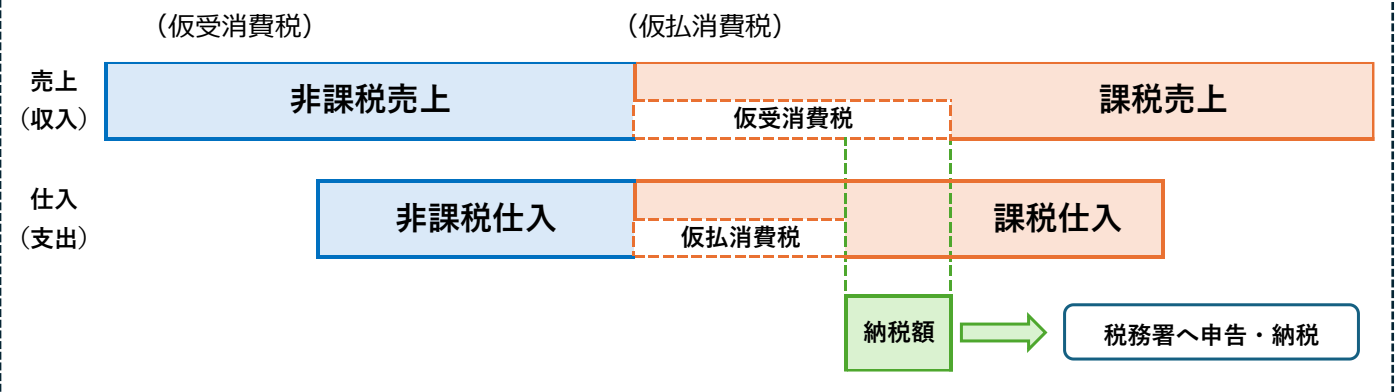 （仮受消費税）
（仮払消費税）
売上
（収入）
非課税売上
課税売上
仮受消費税
仕入
（支出）
非課税仕入
課税仕入
仮払消費税
納税額
税務署へ申告・納税